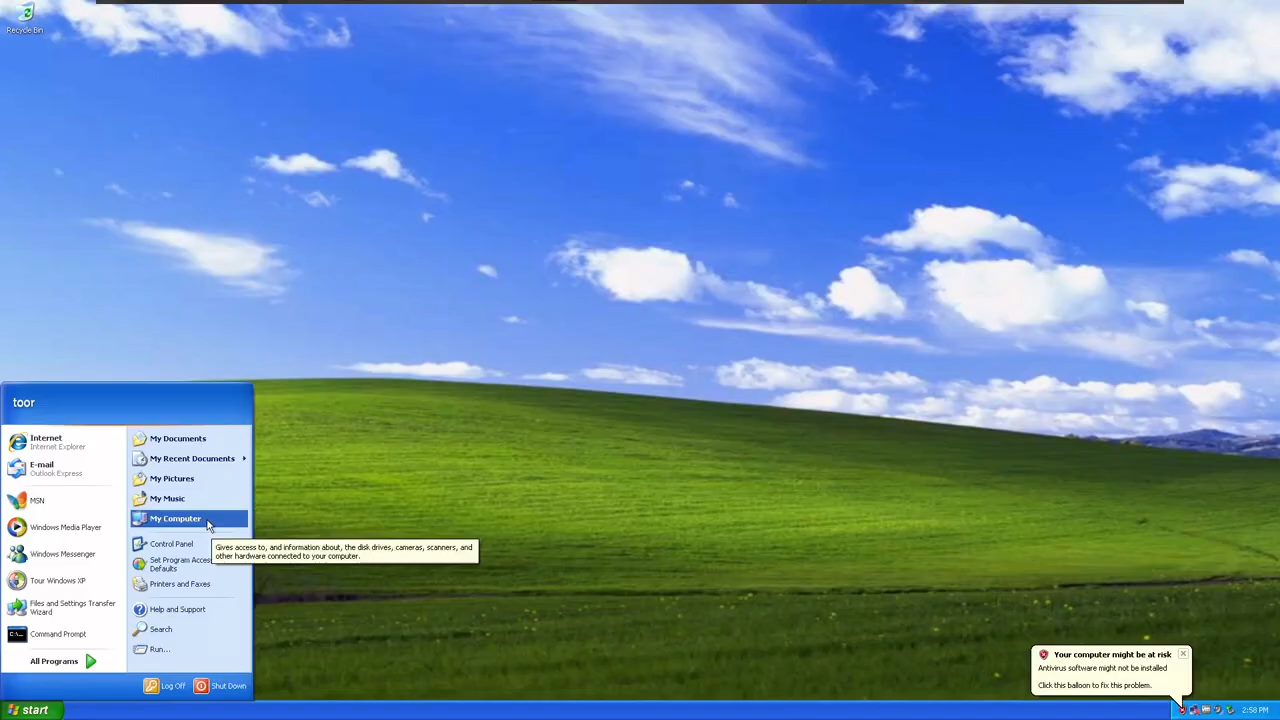 Recycle Bin
toor
Internet
Internet Explorer
E-mail
Outlook Express
MSN
Windows Media Player
Windows Messenger
Tour Windows XP
Files and Settings Transfer
Wizard
C:\.
Command Prompt
All Programs
My Documents
My Recent Documents
My Pictures
My Music
My Computer
Control Panel
Set Program Acces
Defaults
Printers and Faxes
Help and Support
Search
Run...
Gives access to, and information about, the disk drives, cameras, scanners, and
other hardware connected to your computer.
Log Off
Shut Down
Your computer might be at risk
Antivirus software might not be installed
Click this balloon to fix this problem.
start
2:58 PM